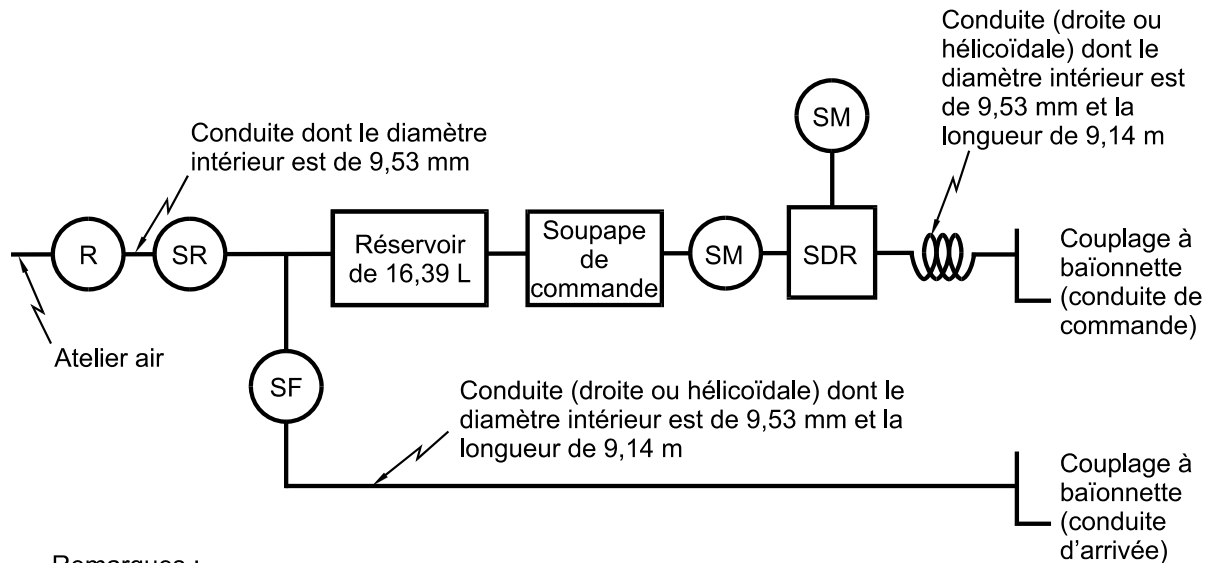 Conduite (droite ou
hélicoïdale) dont le
diamètre intérieur est
de 9,53 mm et la
longueur de 9,14 m
SM
Conduite dont le diamètre
intérieur est de 9,53 mm
R
SR
Réservoir
de 16,39 L
Soupape
de
commande
SM
SDR
Couplage à
baïonnette
(conduite de
commande)
Atelier air
SF
Conduite (droite ou hélicoïdale) dont le
diamètre intérieur est de 9,53 mm et la
longueur de 9,14 m
Couplage à
baïonnette
(conduite
d'arrivée)
Remarques :